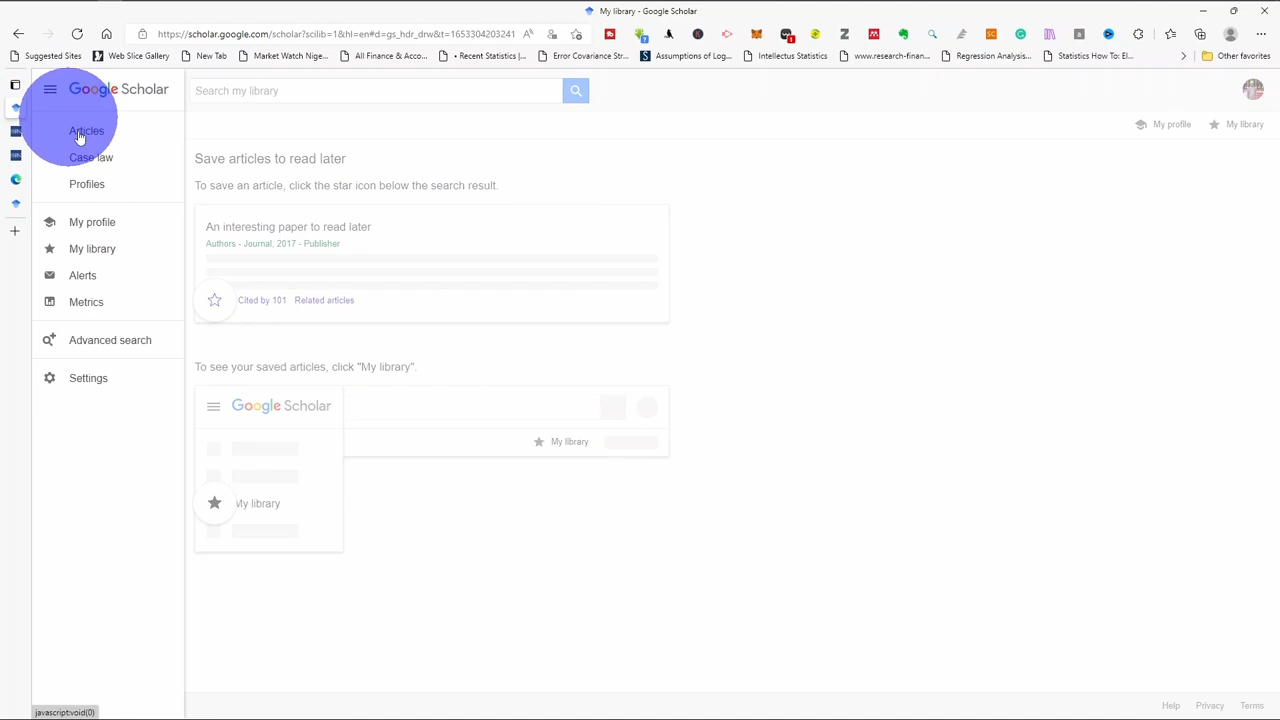 My library - Google Scholar
https://scholar.google.com/scholar?scilib=1&hl=en#d=gs_hdr_drw&t=1653304203241
Suggested Sites
Web Slice Gallery
New Tab
Market Watch Nige...
All Finance & Acco...
• Recent Statistics |...
Error Covariance Str...
Assumptions of Log...
Intellectus Statistics
www.research-finan...
Regression Analysis...
Statistics How To: El...
Other favorites
Google Scholar
Search my library
My profile
My library
Articles
Case law
Profiles
My profile
My library
Alerts
Metrics
Advanced search
Settings
Save articles to read later
To save an article, click the star icon below the search result.
An interesting paper to read later
Authors - Journal, 2017 - Publisher
Cited by 101 Related articles
To see your saved articles, click "My library".
Google Scholar
My library
My library
Help Privacy Terms
javascript:void(0)